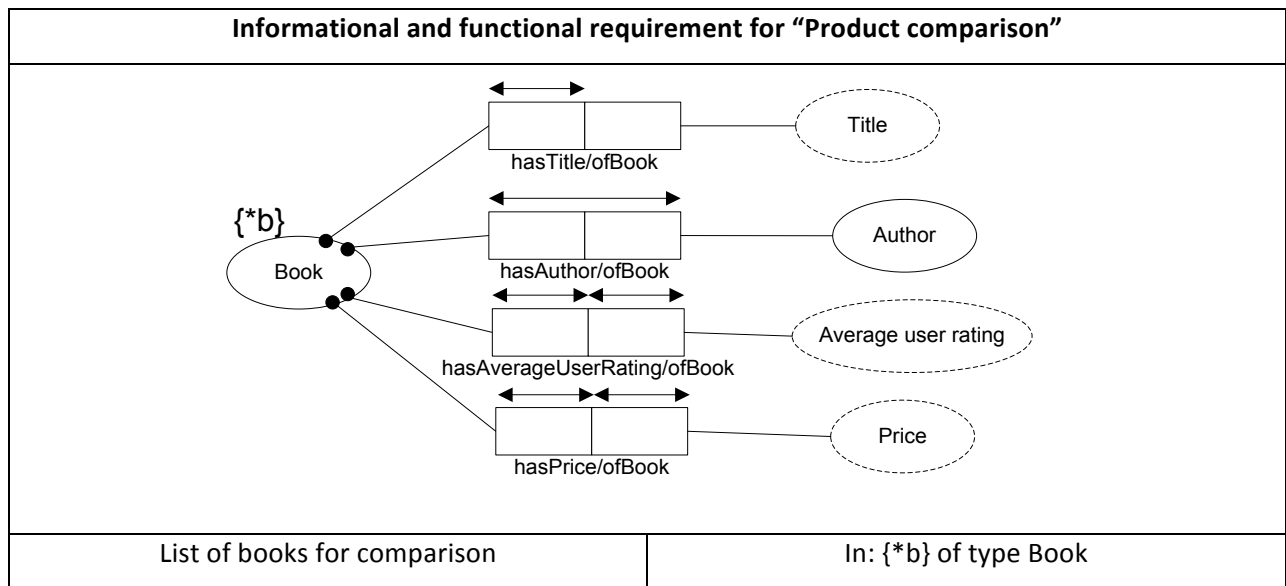 Informational and functional requirement for “Product comparison”
Title
hasTitle/ofBook
{*b}
Author
Book
hasAuthor/ofBook
Average user rating
hasAverageUserRating/ofBook
Price
hasPrice/ofBook
List of books for comparison
In: {*b} of type Book